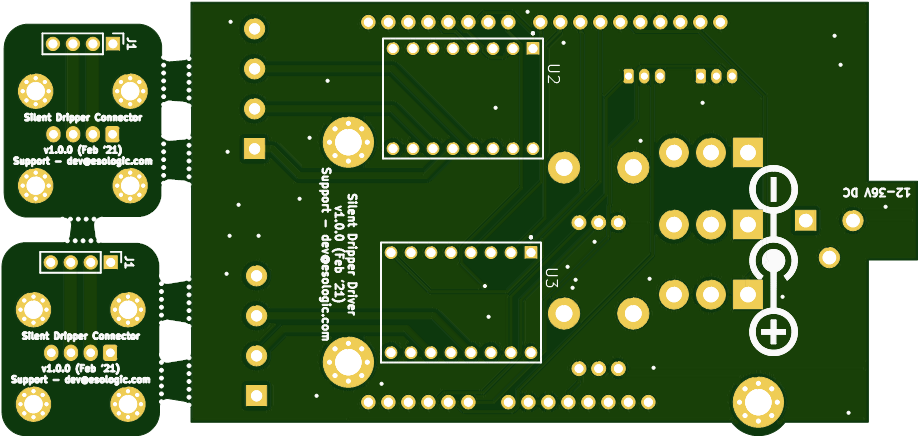 J1
Silent Dripper Connector
v1.0.0 (Feb '21)
Support - dev@esologic.com
J1
Silent Dripper Connector
v1.0.0 (Feb '21)
Support - dev@esologic.com
U2
Silent Dripper Driver
v1.0.0 (Feb '21)
Support - dev@esologic.com
U3
12-36V DC